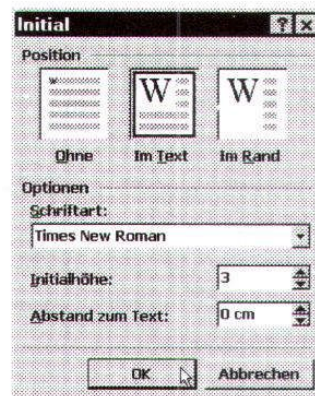 Initial ? ×
Position
W W
Ohne Im Text Im Rand
Optionen
Schriftart:
Times New Roman
Initialhöhe: 3
Abstand zum Text: 0 cm
OK Abbrechen